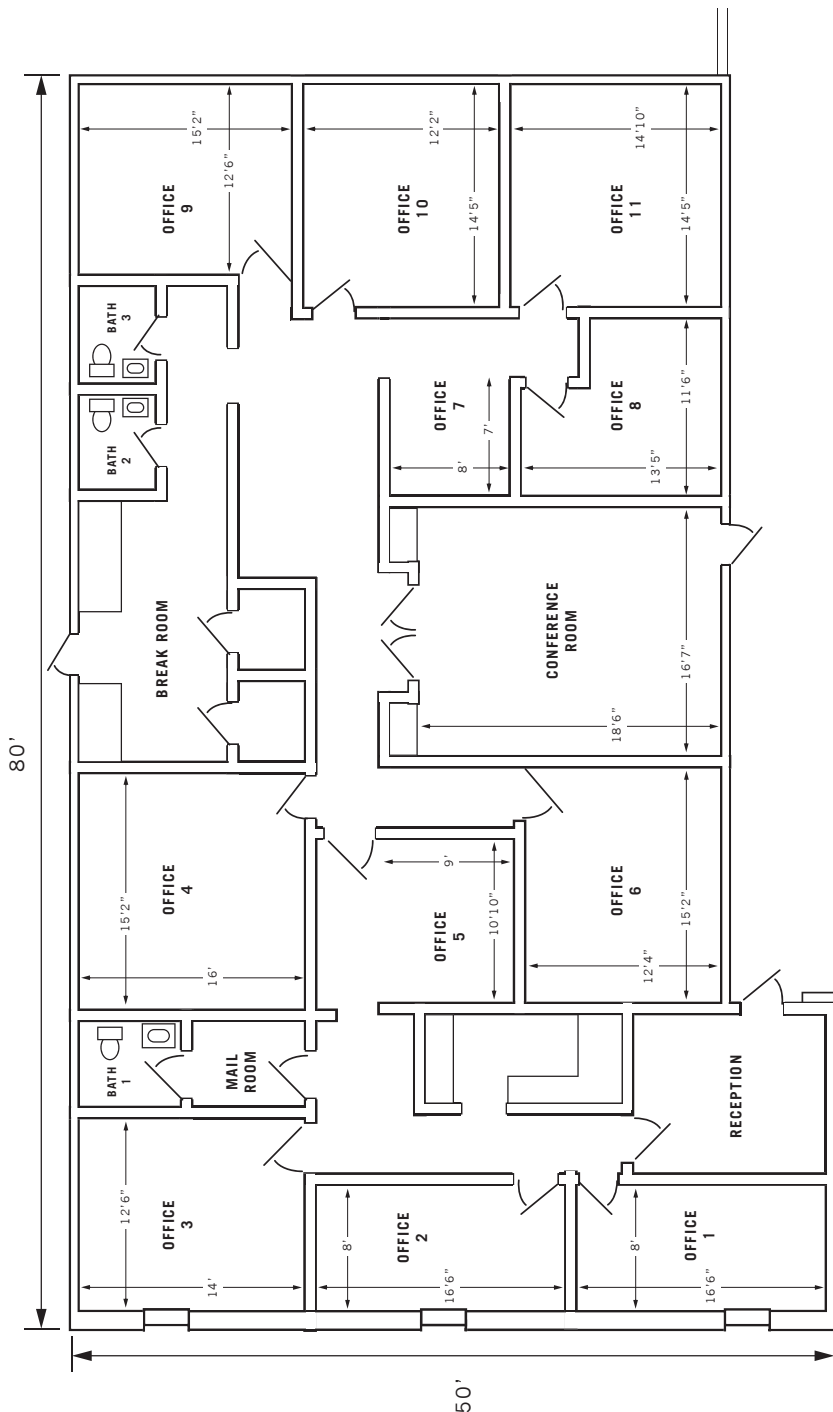 80'
50'
OFFICE
9
15'2"
12'6"
OFFICE
10
12'2"
14'5"
OFFICE
11
14'10"
14'5"
BATH
3
BATH
2
OFFICE
7
8'
7'
OFFICE
8
13'5"
11'6"
BREAK ROOM
CONFERENCE
ROOM
18'6"
16'7"
OFFICE
4
15'2"
16'
OFFICE
5
9'
10'10"
OFFICE
6
12'4"
15'2"
BATH
1
MAIL
ROOM
RECEPTION
OFFICE
3
12'6"
14'
OFFICE
2
8'
16'6"
OFFICE
1
8'
16'6"